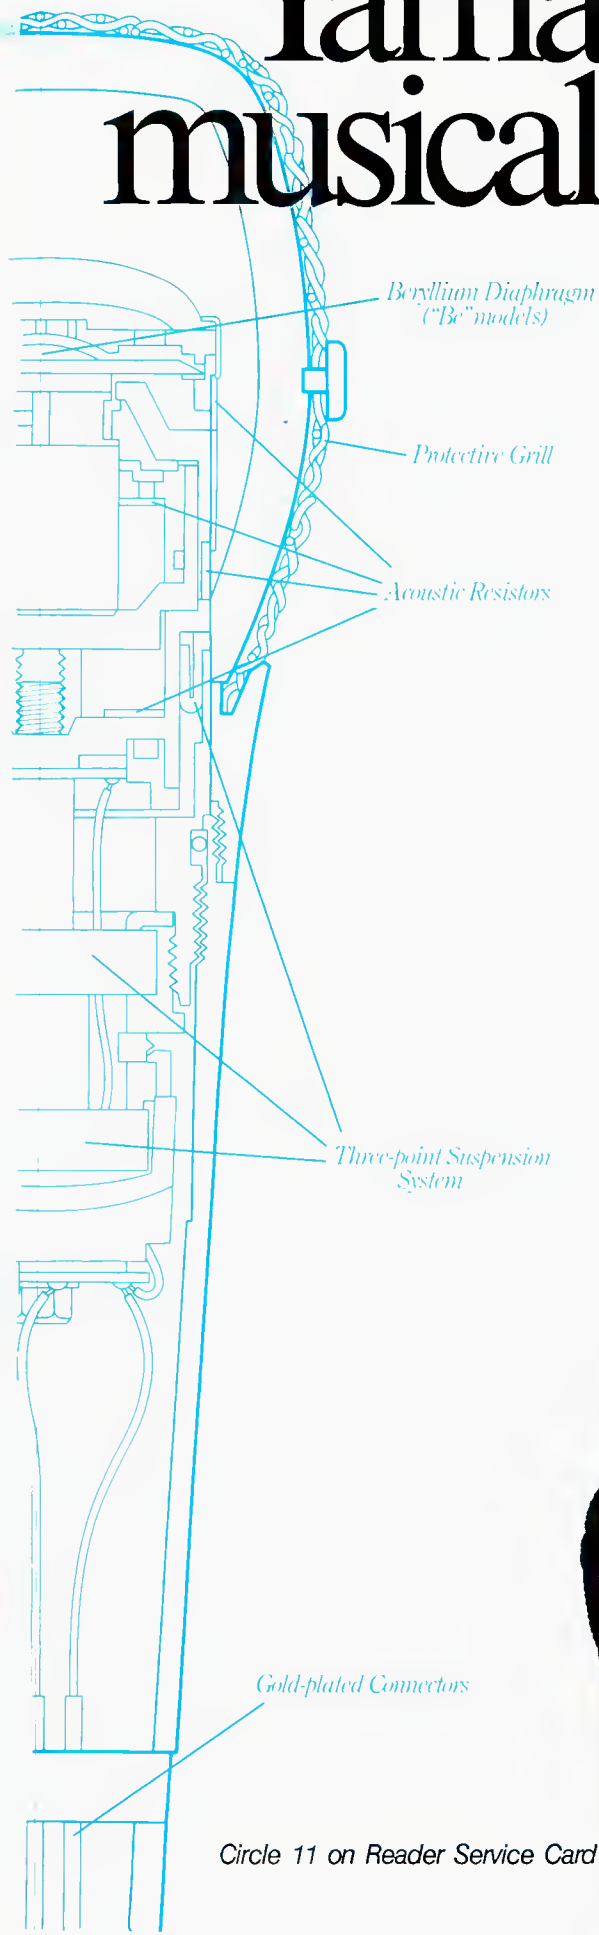 musical
Beryllium Diaphragm
("Be" models)
Protective Grill
Acoustic Resistors
Three-point Suspension
System
Gold-plated Connectors
Circle 11 on Reader Service Card